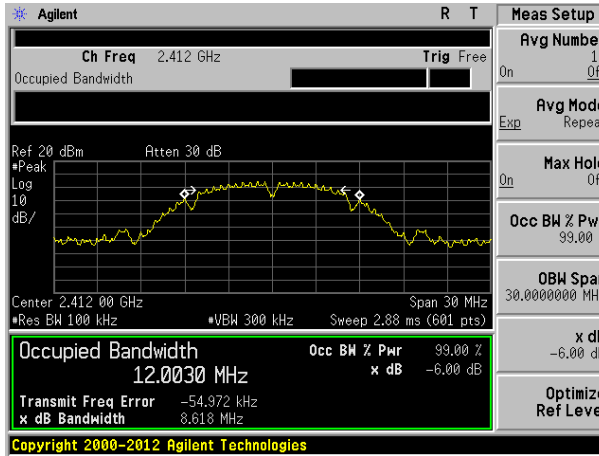 Agilent R T
Ch Freq 2.412 GHz Trig Free
Occupied Bandwidth
Ref 20 dBm Atten 30 dB
#Peak
Log
10
dB/
Center 2.412 00 GHz Span 30 MHz
#Res BW 100 kHz #VBW 300 kHz Sweep 2.88 ms (601 pts)
Occupied Bandwidth Occ BW % Pwr 99.00 %
12.0030 MHz x dB -6.00 dB
Transmit Freq Error -54.972 kHz
x dB Bandwidth 8.618 MHz
Copyright 2000-2012 Agilent Technologies
Meas Setup
Avg Numbe
1
On Of
Avg Mod
Exp Repea
Max Hol
On Of
Occ BW % Pw
99.00
OBW Spa
30.0000000 MH
x d
-6.00 d
Optimiz
Ref Leve